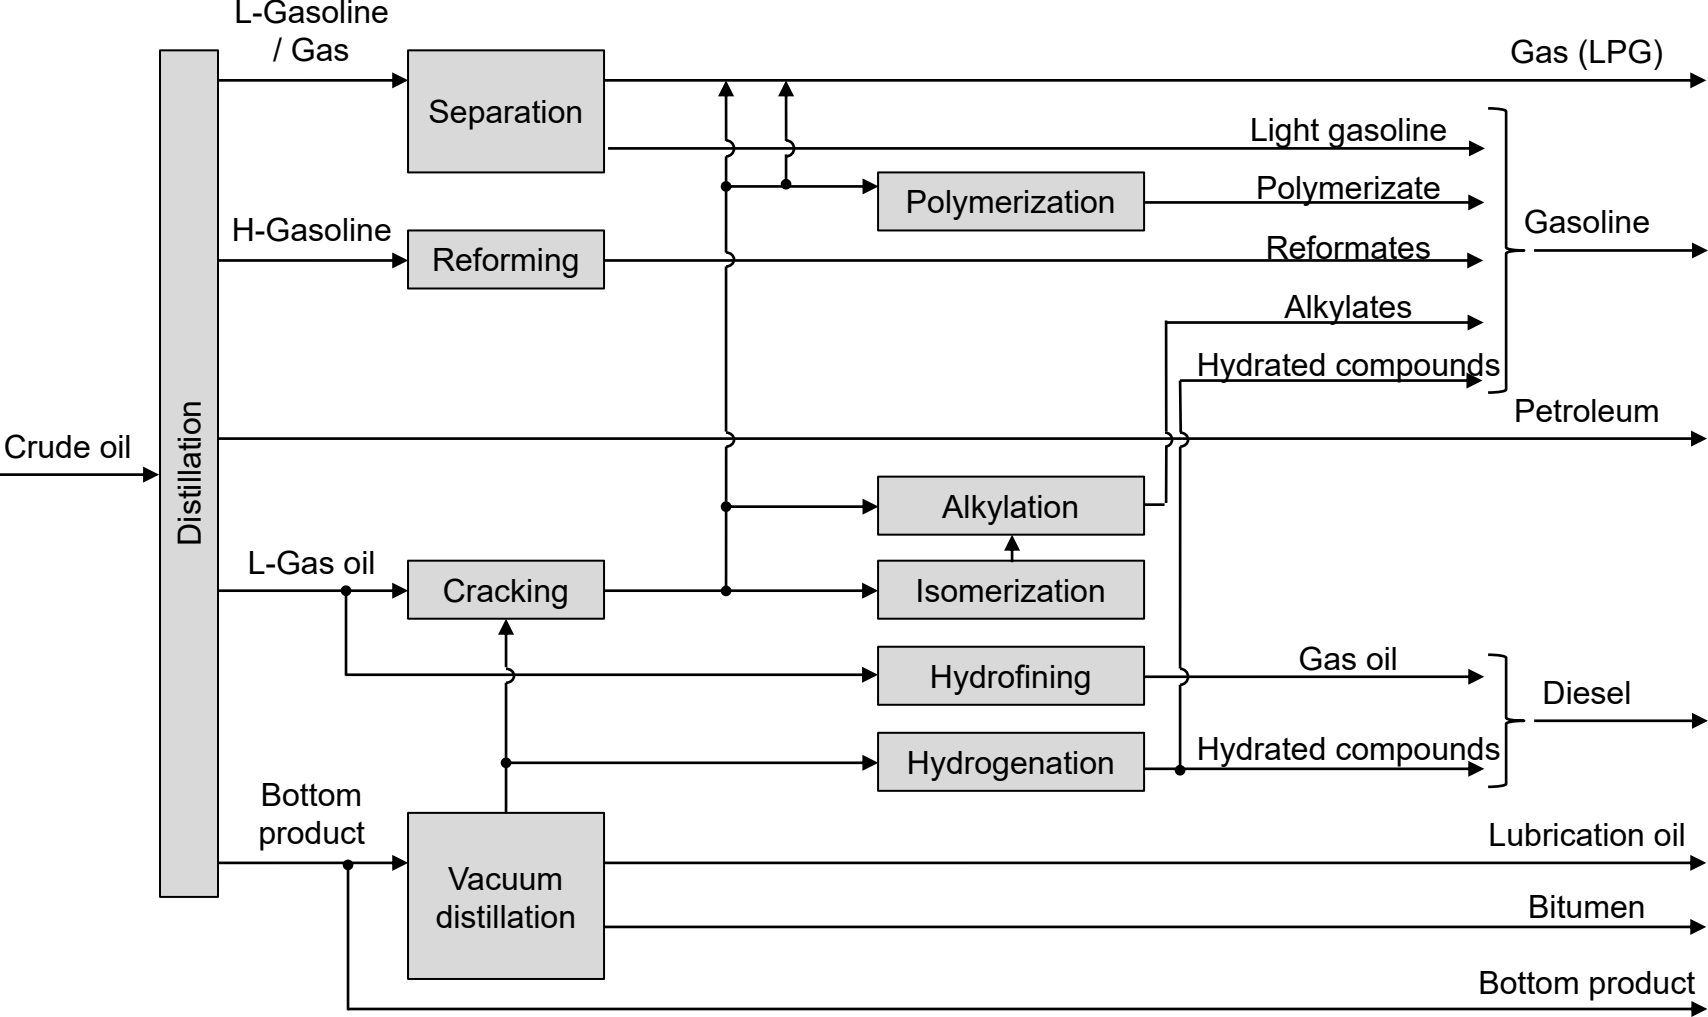 L-Gasoline
/ Gas
Gas (LPG)
Separation
Light gasoline
Polymerization
Polymerizate
Gasoline
H-Gasoline
Reforming
Reformates
Alkylates
Hydrated compounds
Petroleum
Crude oil
Distillation
Alkylation
L-Gas oil
Cracking
Isomerization
Hydrofining
Gas oil
Diesel
Hydrogenation
Hydrated compounds
Bottom
product
Lubrication oil
Vacuum
distillation
Bitumen
Bottom product